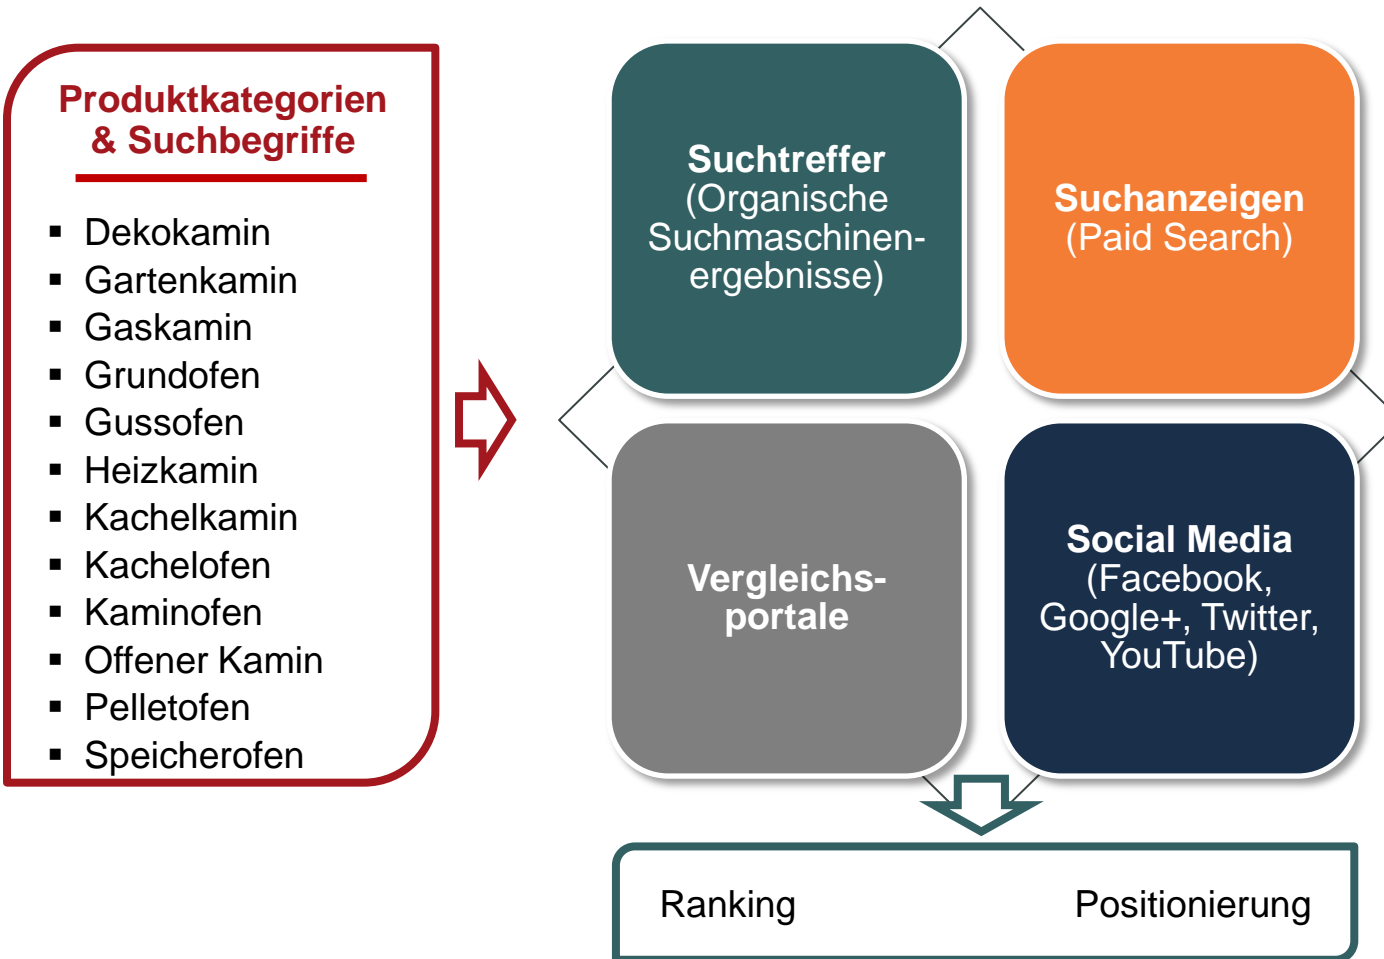 Produktkategorien
& Suchbegriffe
▪ Dekokamin
▪ Gartenkamin
▪ Gaskamin
▪ Grundofen
▪ Gussofen
▪ Heizkamin
▪ Kachelkamin
▪ Kachelofen
▪ Kaminofen
▪ Offener Kamin
▪ Pelletofen
▪ Speicherofen
Suchtreffer
(Organische
Suchmaschinen-
ergebnisse)
Suchanzeigen
(Paid Search)
Vergleichs-
portale
Social Media
(Facebook,
Google+, Twitter,
YouTube)
Ranking
Positionierung